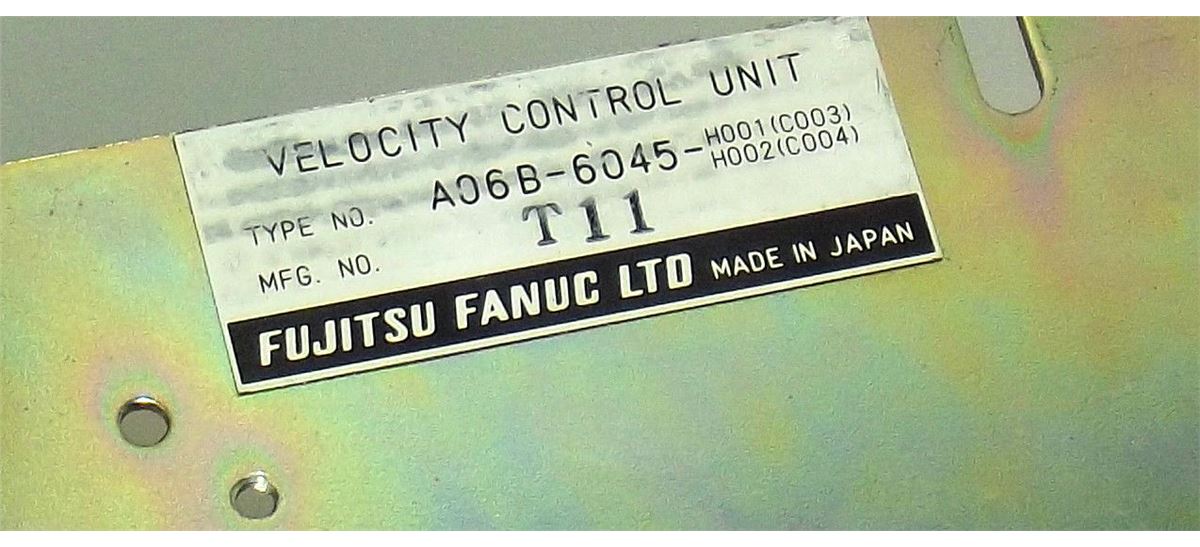 VELOCITY CONTROL UNIT
TYPE NO. A06B-6045-H001(C003)
H002(C004)
MFG. NO. T11
FUJITSU FANUC LTD MADE IN JAPAN